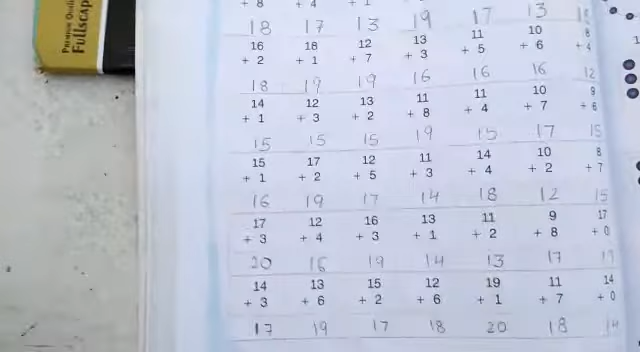 Premium Quality
Fullscap
+ 8 + 4 + 1
18 17 13 19 17 13
16 18 12 13 11 10 8
+ 2 + 1 + 7 + 3 + 5 + 6 + 4
18 19 19 16 16 16 12
14 12 13 11 11 10 9
+ 1 + 3 + 2 + 8 + 4 + 7 + 6
15 15 15 19 15 17 15
15 17 12 11 14 10 8
+ 1 + 2 + 5 + 3 + 4 + 2 + 7
16 19 17 14 18 12 15
17 12 16 13 11 9 17
+ 3 + 4 + 3 + 1 + 2 + 8 + 0
20 16 19 14 13 17 17
14 13 15 12 19 11 14
+ 3 + 6 + 2 + 6 + 1 + 7 + 0
17 19 17 18 20 18 14